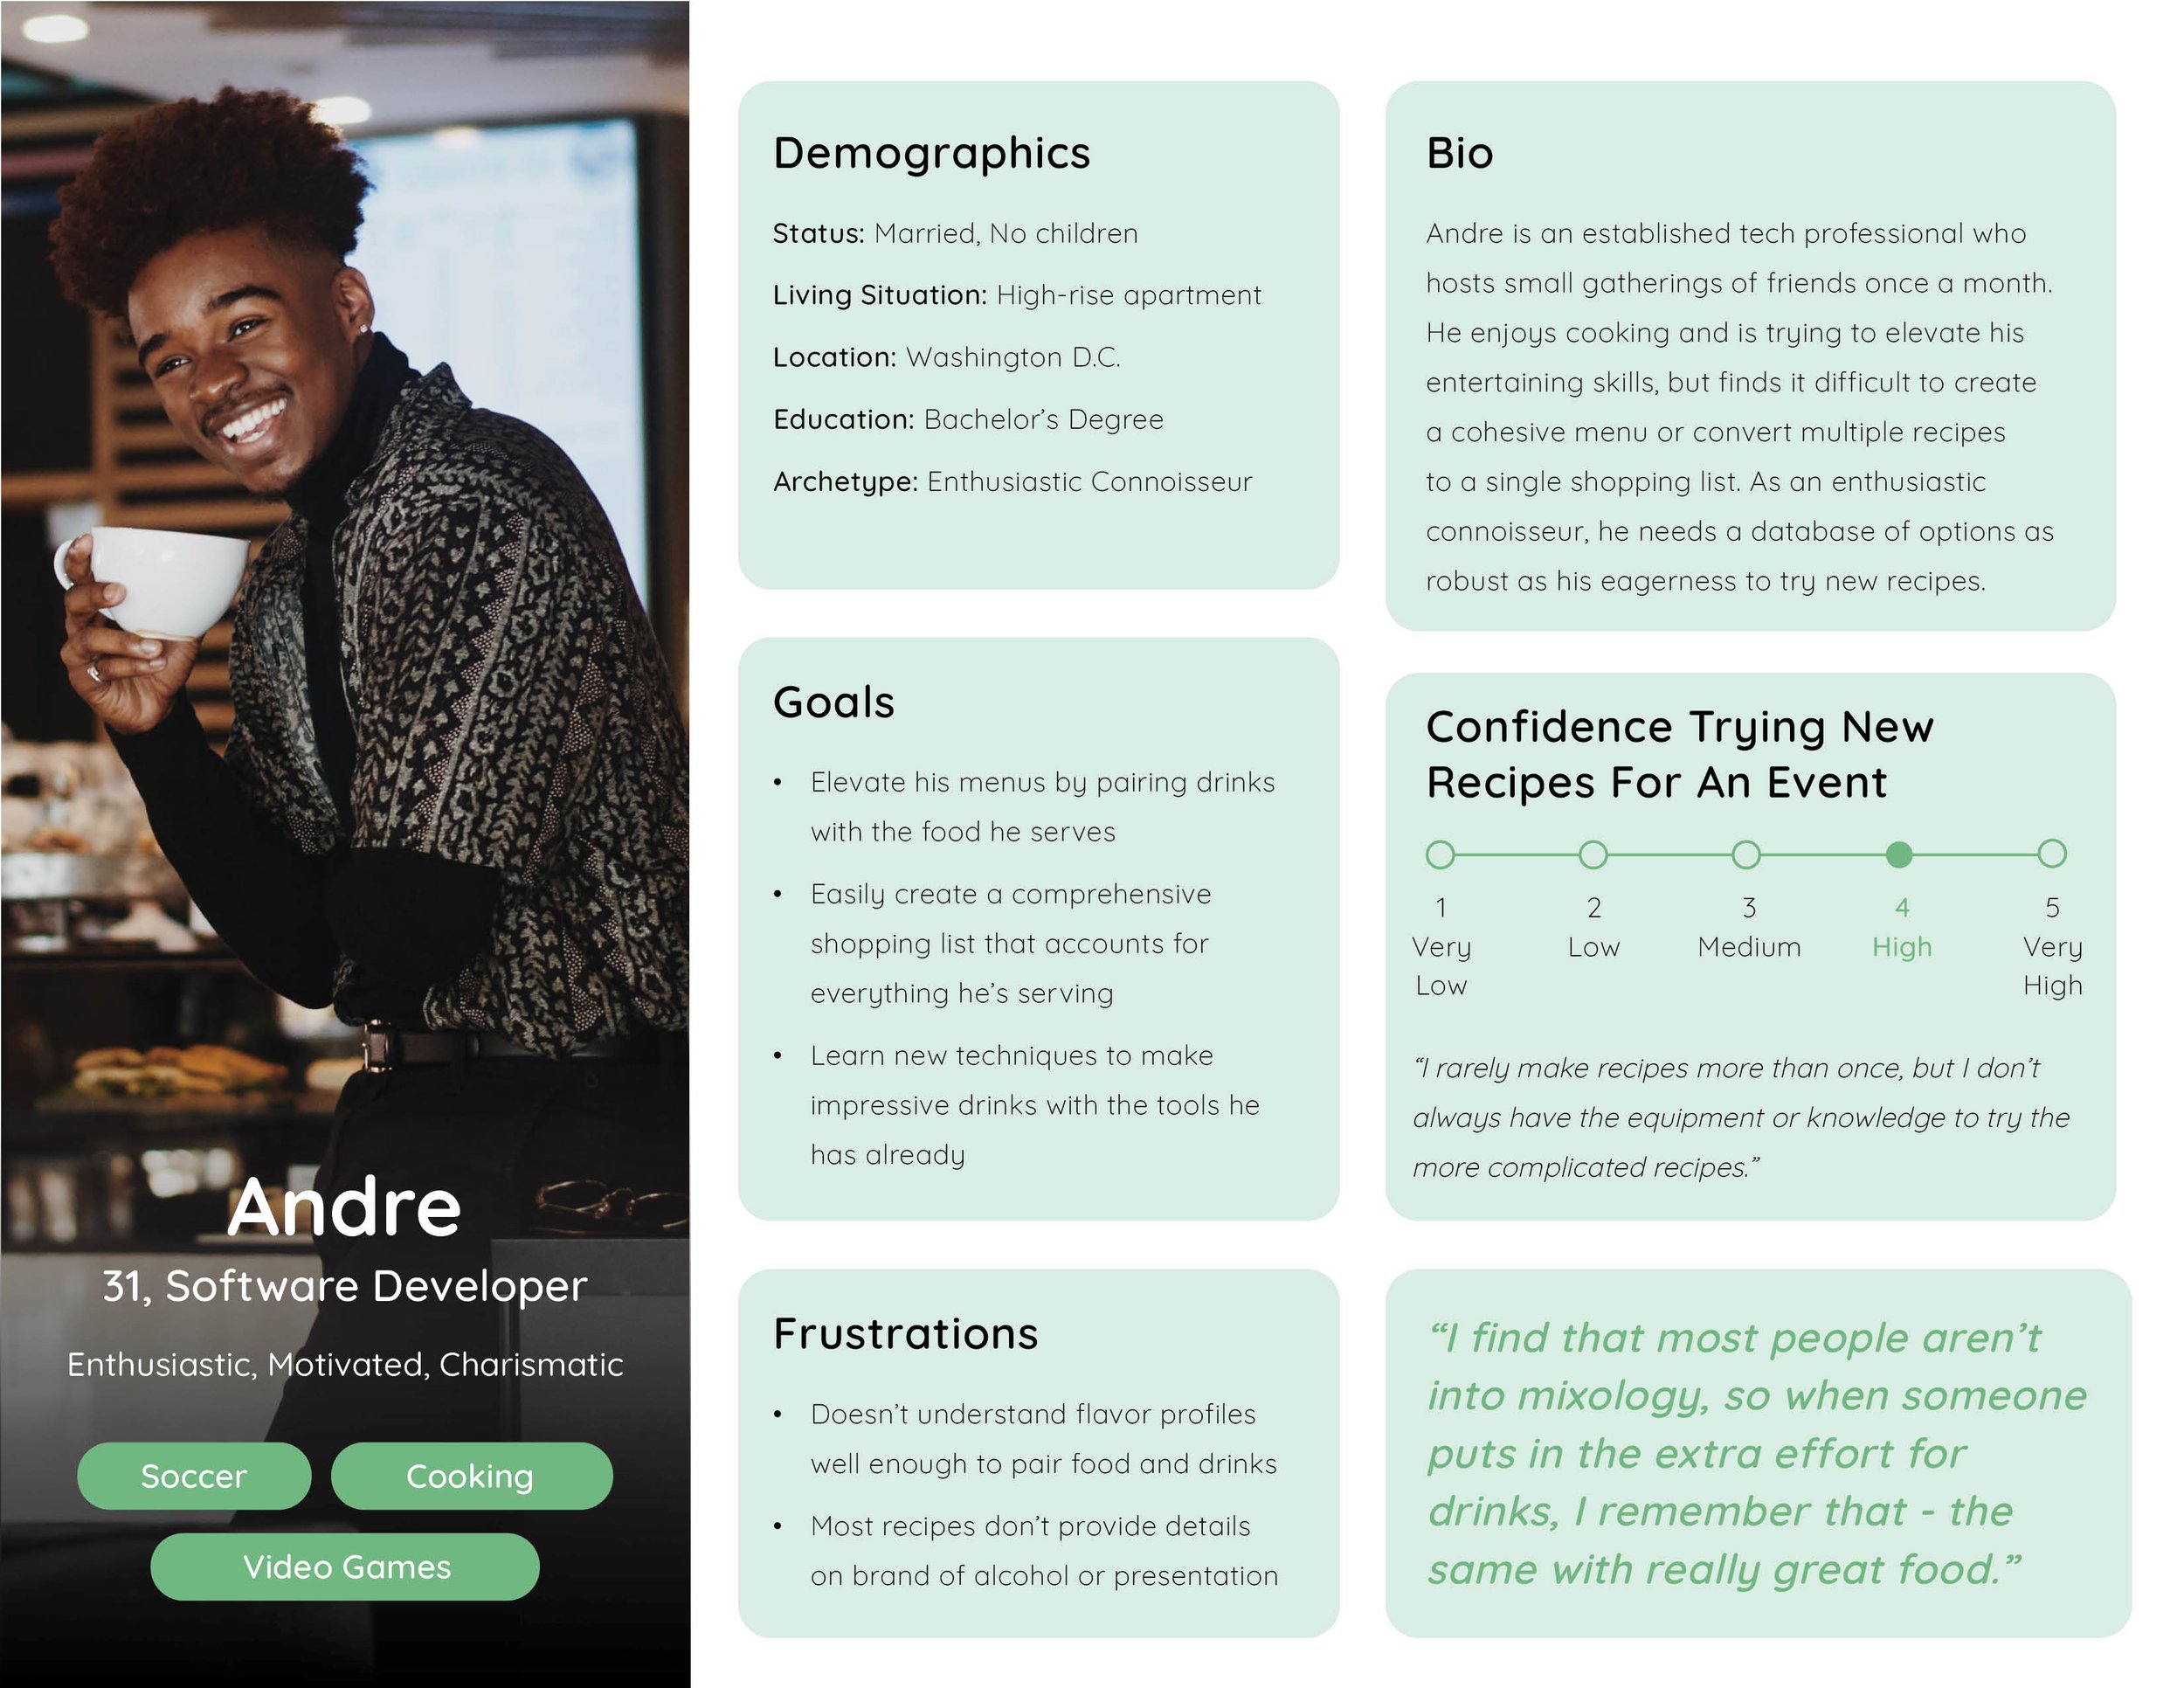 Andre
31, Software Developer
Enthusiastic, Motivated, Charismatic
Soccer
Cooking
Video Games
Demographics
Status: Married, No children
Living Situation: High-rise apartment
Location: Washington D.C.
Education: Bachelor’s Degree
Archetype: Enthusiastic Connoisseur
Goals
• Elevate his menus by pairing drinks
with the food he serves
• Easily create a comprehensive
shopping list that accounts for
everything he’s serving
• Learn new techniques to make
impressive drinks with the tools he
has already
Frustrations
• Doesn’t understand flavor profiles
well enough to pair food and drinks
• Most recipes don’t provide details
on brand of alcohol or presentation
Bio
Andre is an established tech professional who
hosts small gatherings of friends once a month.
He enjoys cooking and is trying to elevate his
entertaining skills, but finds it difficult to create
a cohesive menu or convert multiple recipes
to a single shopping list. As an enthusiastic
connoisseur, he needs a database of options as
robust as his eagerness to try new recipes.
Confidence Trying New
Recipes For An Event
1 2 3 4 5
Very Low Medium High Very
Low High
“I rarely make recipes more than once, but I don’t
always have the equipment or knowledge to try the
more complicated recipes.”
“I find that most people aren’t
into mixology, so when someone
puts in the extra effort for
drinks, I remember that - the
same with really great food.”